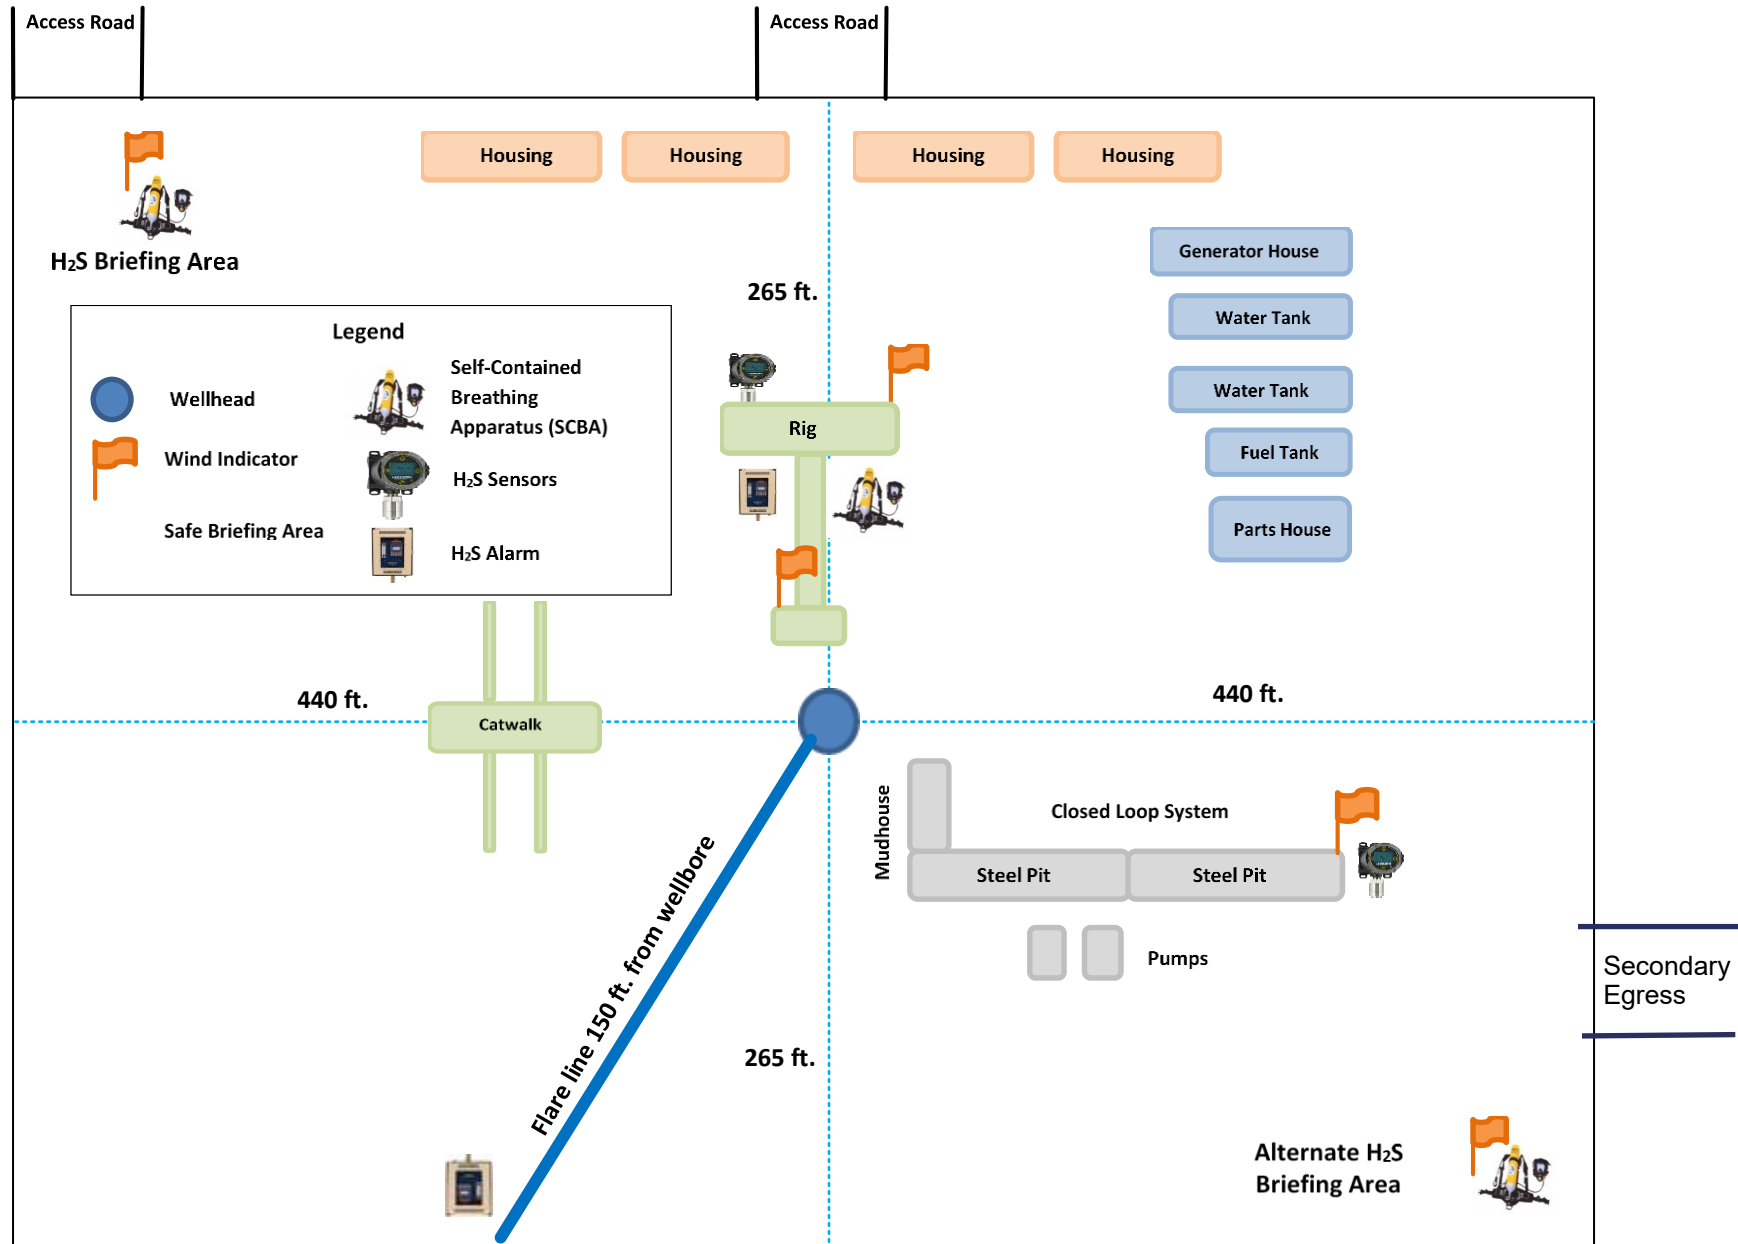 Access Road
Access Road
Housing
Housing
Housing
Housing
H₂S Briefing Area
Generator House
265 ft.
Water Tank
Legend
Self-Contained
Breathing
Apparatus (SCBA)
Wellhead
Wind Indicator
H₂S Sensors
Safe Briefing Area
H₂S Alarm
Rig
Water Tank
Fuel Tank
Parts House
440 ft.
440 ft.
Catwalk
Mudhouse
Closed Loop System
Steel Pit
Steel Pit
Flare line 150 ft. from wellbore
Pumps
Secondary
Egress
265 ft.
Alternate H₂S
Briefing Area